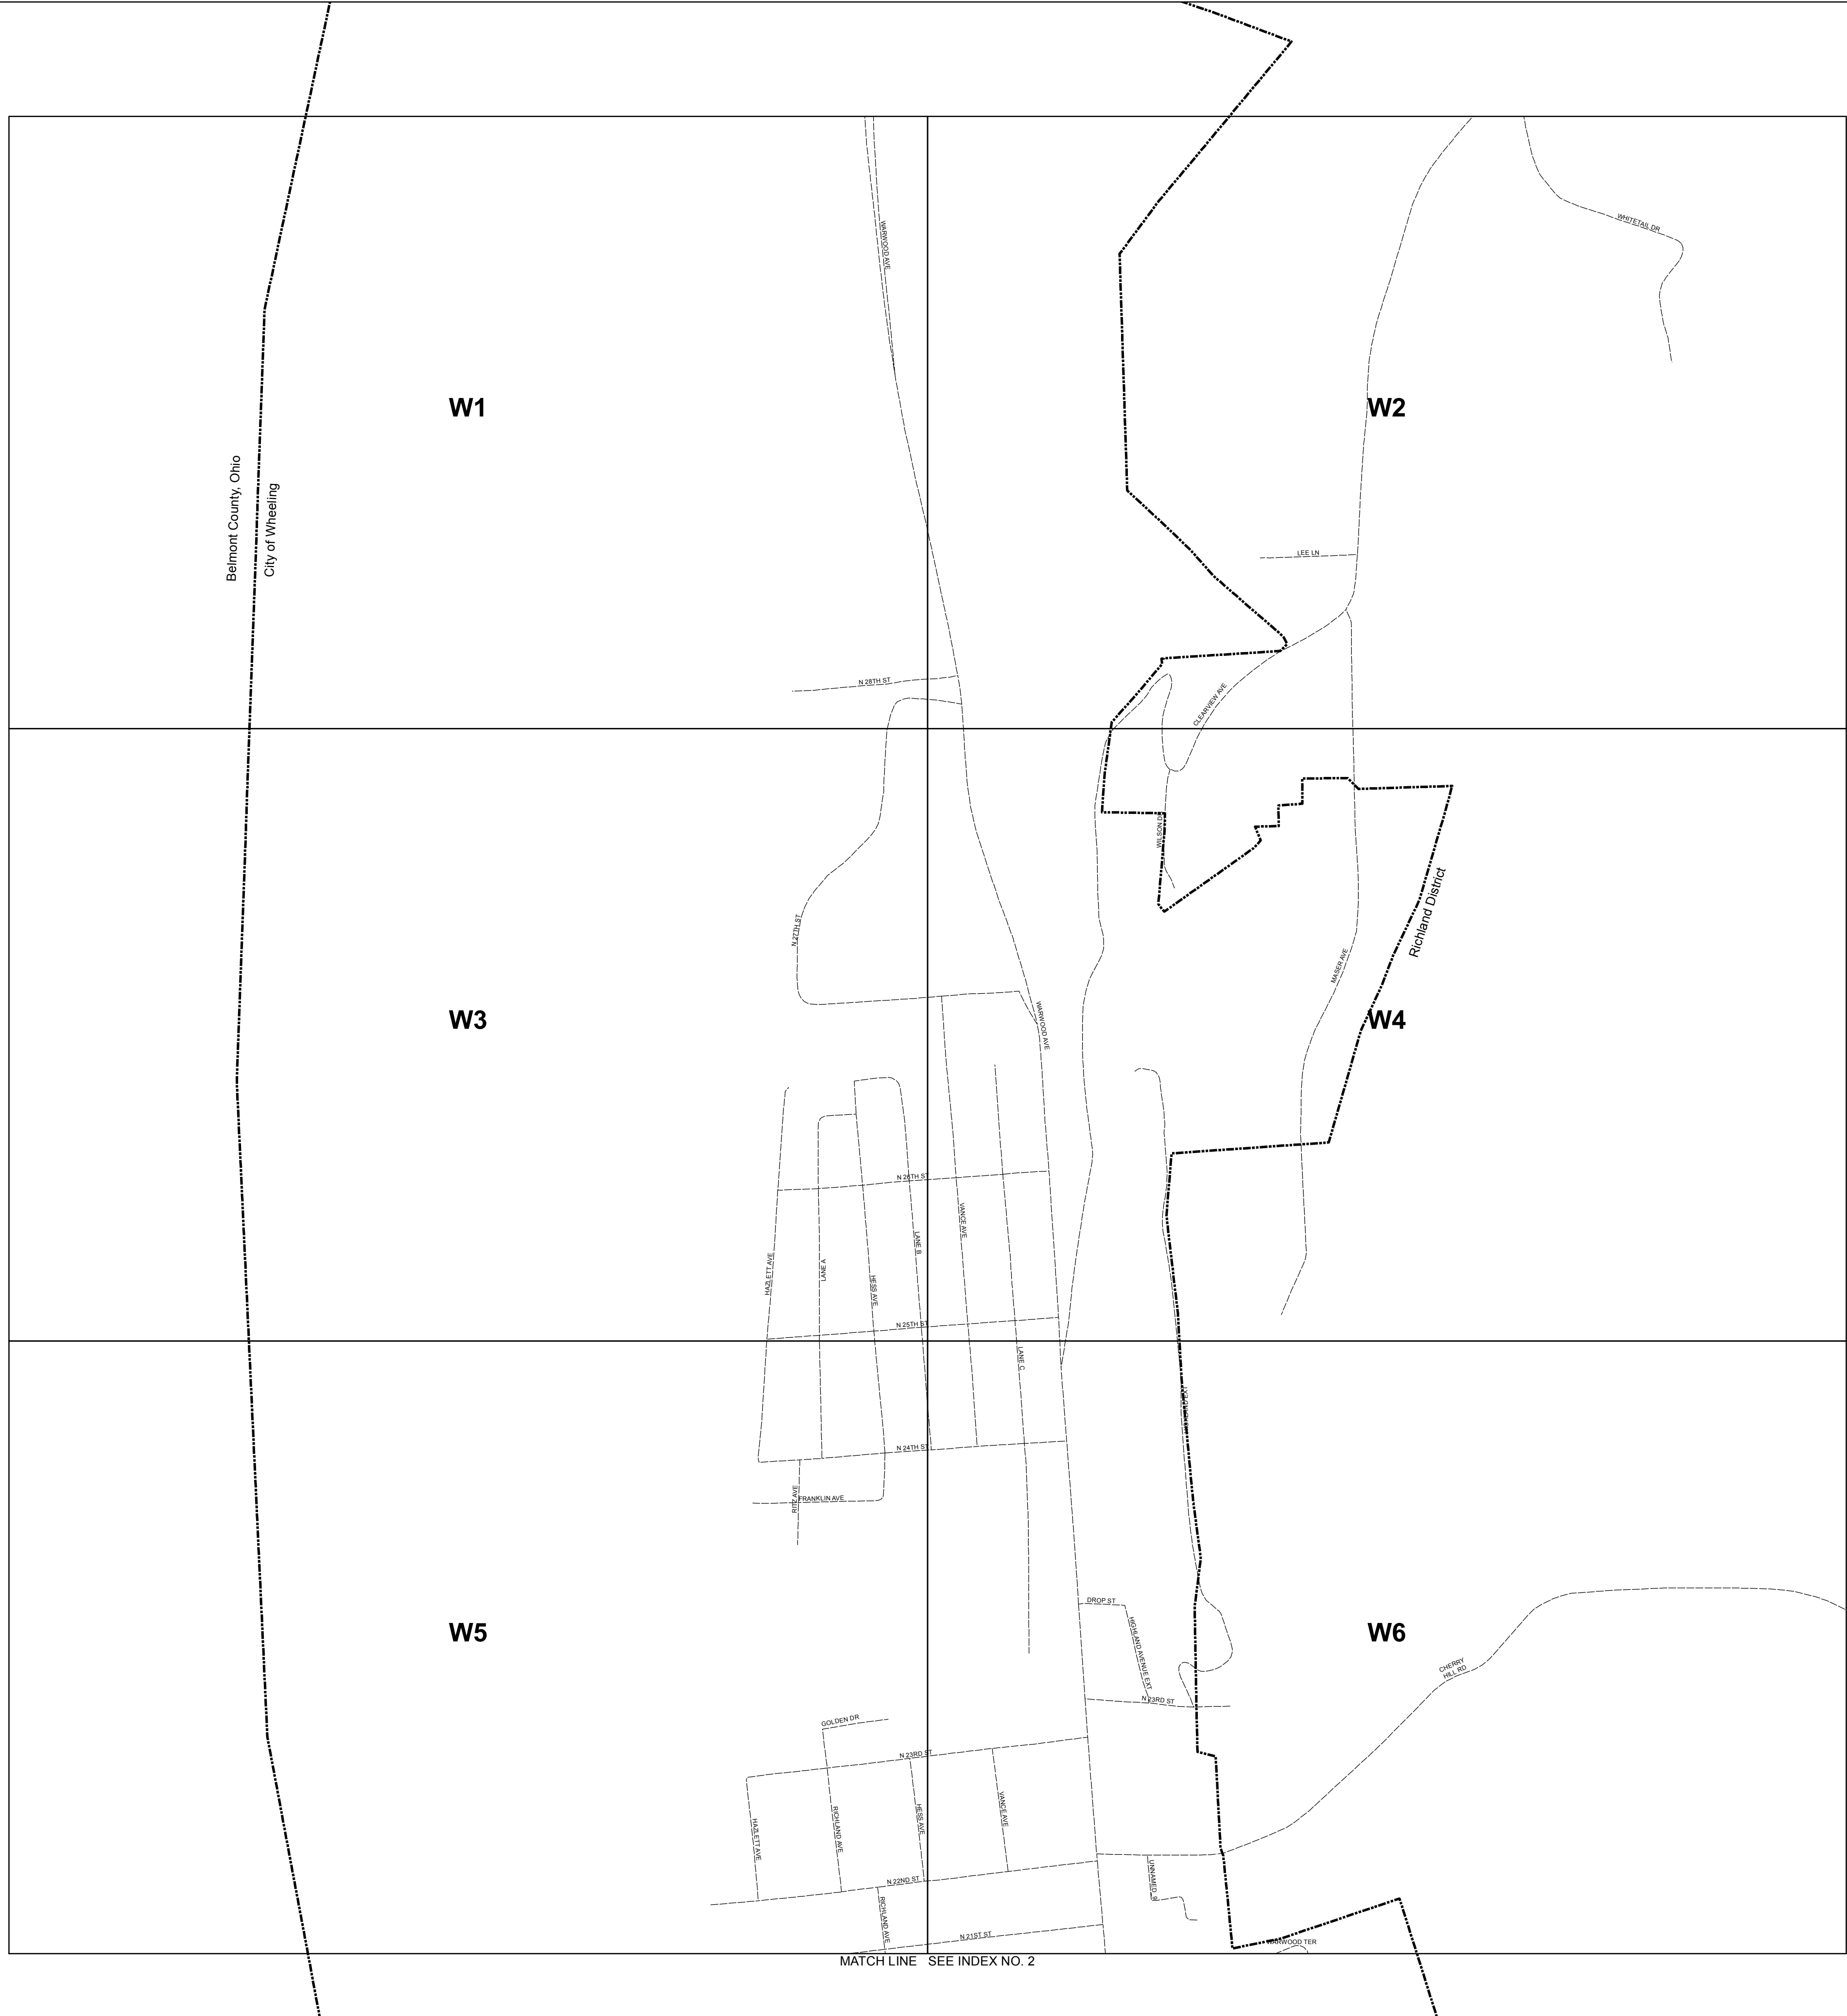 WARWOOD AVE
WHITETAIL DR
W1
W2
Belmont County, Ohio
City of Wheeling
LEE LN
N 28TH ST
CLEARVIEW AVE
WILSON DR
Richland District
N 27TH ST
MASER AVE
W3
WARWOOD AVE
W4
N 26TH ST
VANCE AVE
LANE B
HAZLETT AVE
LANE A
HESS AVE
N 25TH ST
LANE C
N 24TH ST
RITZ AVE
FRANKLIN AVE
W5
DROP ST
HIGHLAND AVENUE EXT
W6
CHERRY
HILL RD
N 23RD ST
GOLDEN DR
N 23RD ST
HAZLETT AVE
RICHLAND AVE
HESS AVE
VANCE AVE
N 22ND ST
UNNAMED_9
RICHLAND AVE
N 21ST ST
WARWOOD TER
MATCH LINE SEE INDEX NO. 2